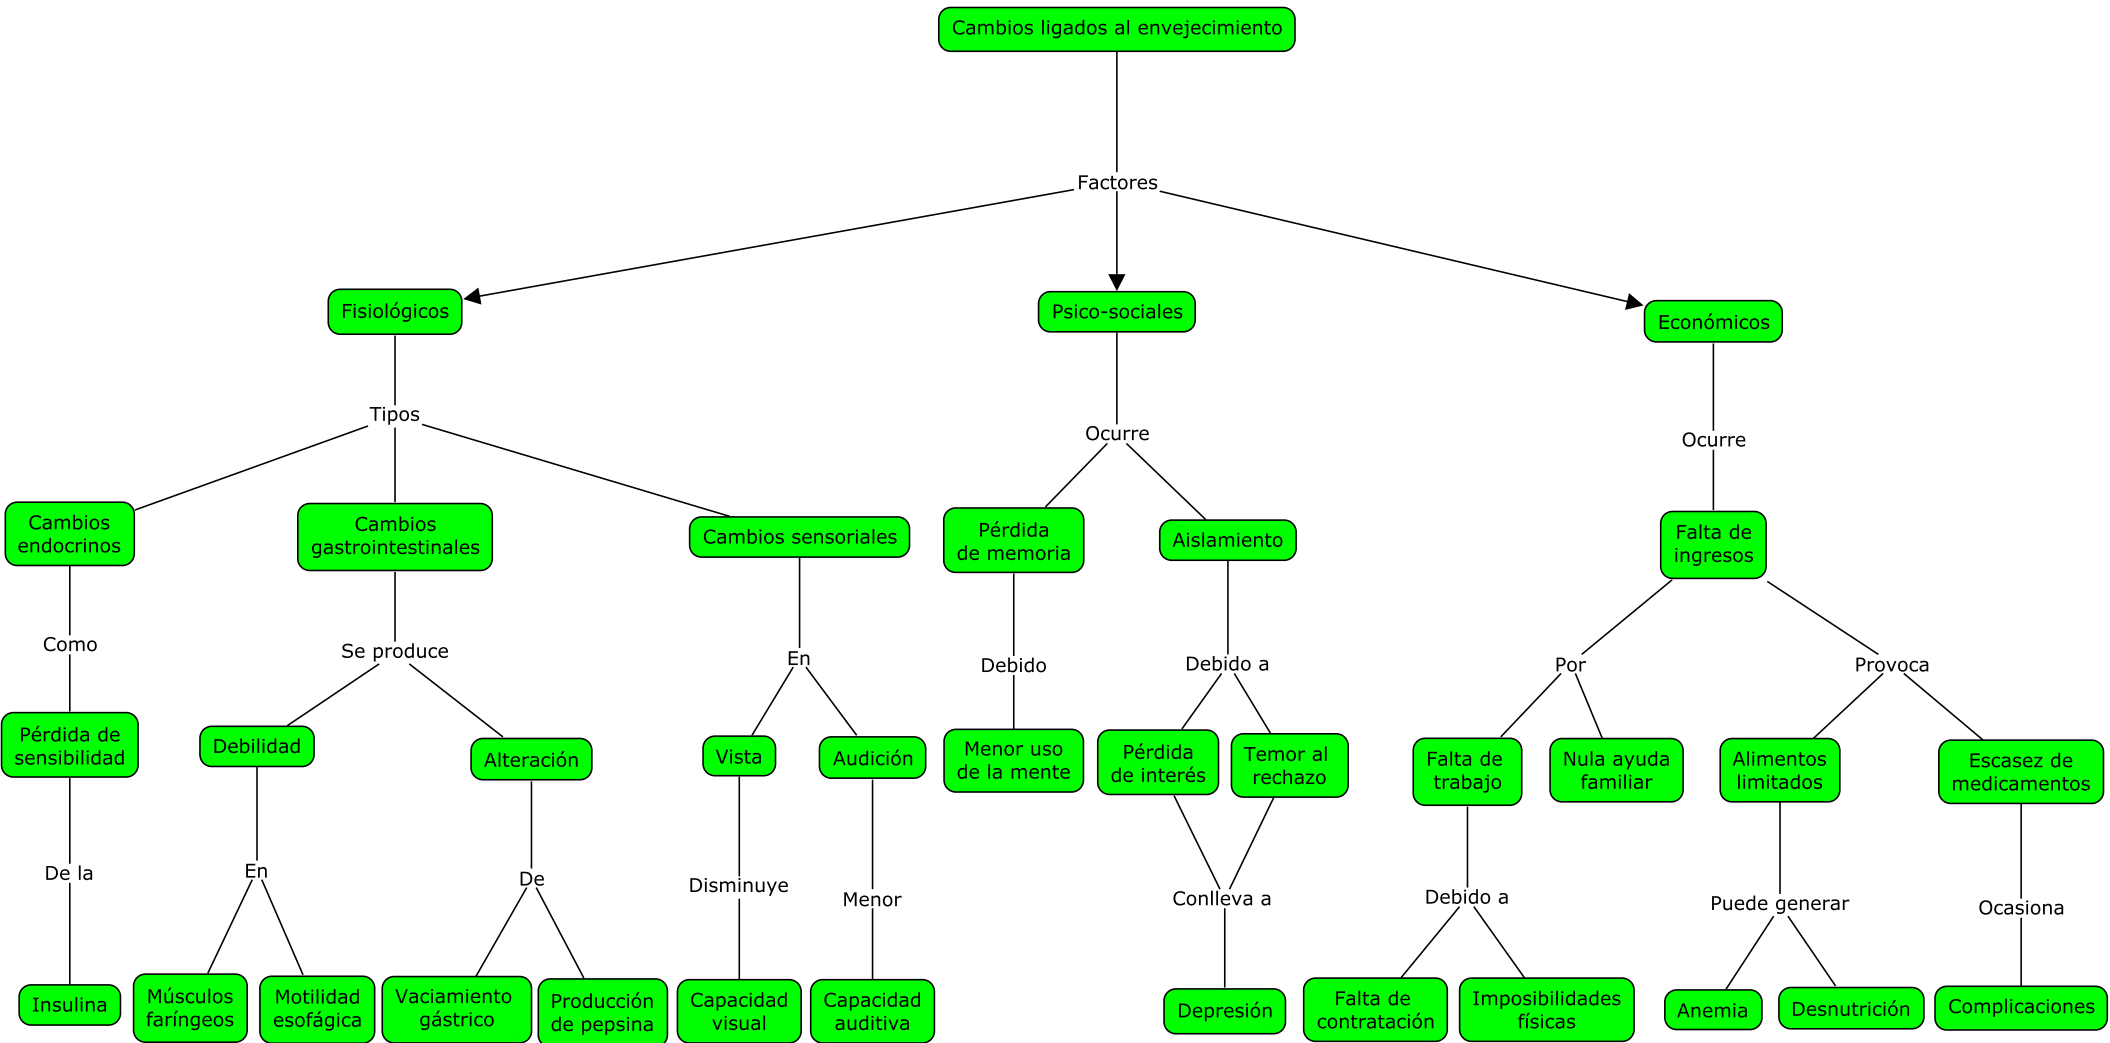 Cambios ligados al envejecimiento
Factores
Fisiológicos
Psico-sociales
Económicos
Tipos
Ocurre
Ocurre
Cambios
endocrinos
Cambios
gastrointestinales
Cambios sensoriales
Pérdida
de memoria
Aislamiento
Falta de
ingresos
Como
Se produce
En
Debido
Debido a
Por
Provoca
Pérdida de
sensibilidad
Debilidad
Alteración
Vista
Audición
Menor uso
de la mente
Pérdida
de interés
Temor al
rechazo
Falta de
trabajo
Nula ayuda
familiar
Alimentos
limitados
Escasez de
medicamentos
De la
En
De
Disminuye
Menor
Conlleva a
Debido a
Puede generar
Ocasiona
Insulina
Músculos
faríngeos
Motilidad
esofágica
Vaciamiento
gástrico
Producción
de pepsina
Capacidad
visual
Capacidad
auditiva
Depresión
Falta de
contratación
Imposibilidades
físicas
Anemia
Desnutrición
Complicaciones